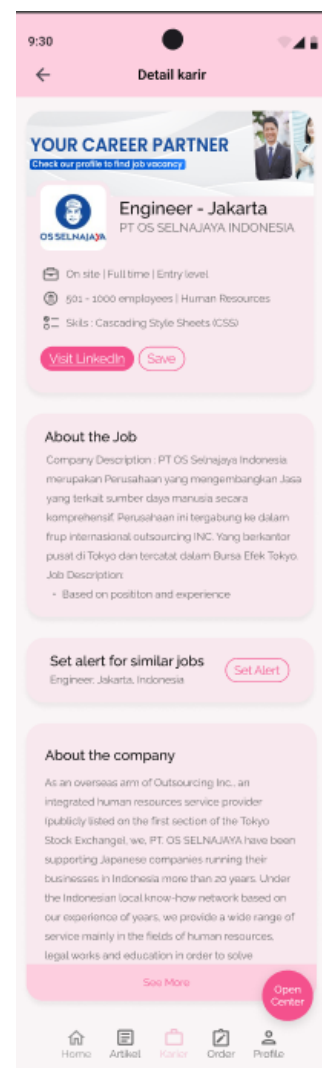 9:30
Detail karir
YOUR CAREER PARTNER
Check our profile to find job vacancy
OS SELNAJAYA
Engineer - Jakarta
PT OS SELNAJAYA INDONESIA
On site | Full time | Entry level
501 - 1000 employees | Human Resources
Skils : Cascading Style Sheets (CSS)
Visit LinkedIn
Save
About the Job
Company Description : PT OS Selnajaya Indonesia
merupakan Perusahaan yang mengembangkan Jasa
yang terkait sumber daya manusia secara
komprehensif. Perusahaan ini tergabung ke dalam
frup internasional outsourcing INC. Yang berkantor
pusat di Tokyo dan tercatat dalam Bursa Efek Tokyo.
Job Description:
• Based on posititon and experience
Set alert for similar jobs
Engineer. Jakarta, Indonesia
Set Alert
About the company
As an overseas arm of Outsourcing Inc., an
integrated human resources service provider
(publicly listed on the first section of the Tokyo
Stock Exchange), we, PT. OS SELNAJAYA have been
supporting Japanese companies running their
businesses in Indonesia more than 20 years. Under
the Indonesian local know-how network based on
our experience of years, we provide a wide range of
service mainly in the fields of human resources,
legal works and education in order to solve
See More
Open
Center
Home
Artikel
Karier
Order
Profile